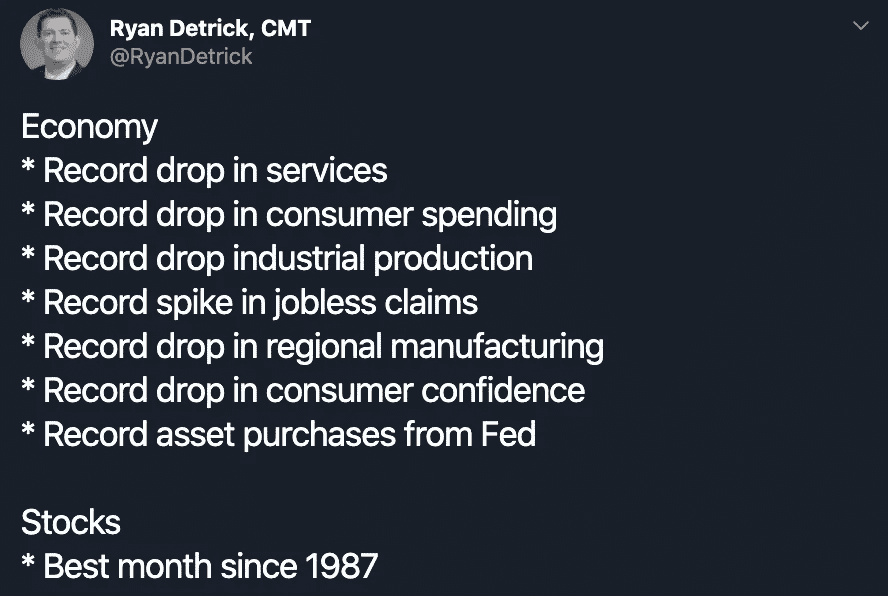 Ryan Detrick, CMT
@RyanDetrick
Economy
* Record drop in services
* Record drop in consumer spending
* Record drop industrial production
* Record spike in jobless claims
* Record drop in regional manufacturing
* Record drop in consumer confidence
* Record asset purchases from Fed
Stocks
* Best month since 1987